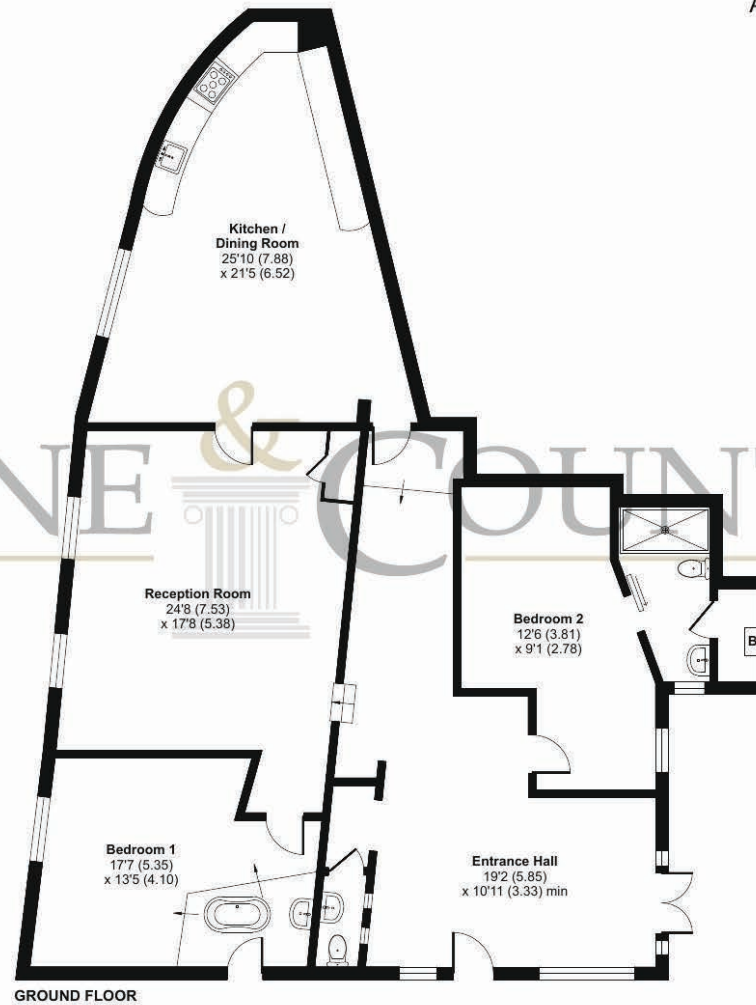 Kitchen /
Dining Room
25'10 (7.88)
x 21'5 (6.52)
NE & COUN
Reception Room
24'8 (7.53)
x 17'8 (5.38)
Bedroom 2
12'6 (3.81)
x 9'1 (2.78)
B
Bedroom 1
17'7 (5.35)
x 13'5 (4.10)
Entrance Hall
19'2 (5.85)
x 10'11 (3.33) min
GROUND FLOOR